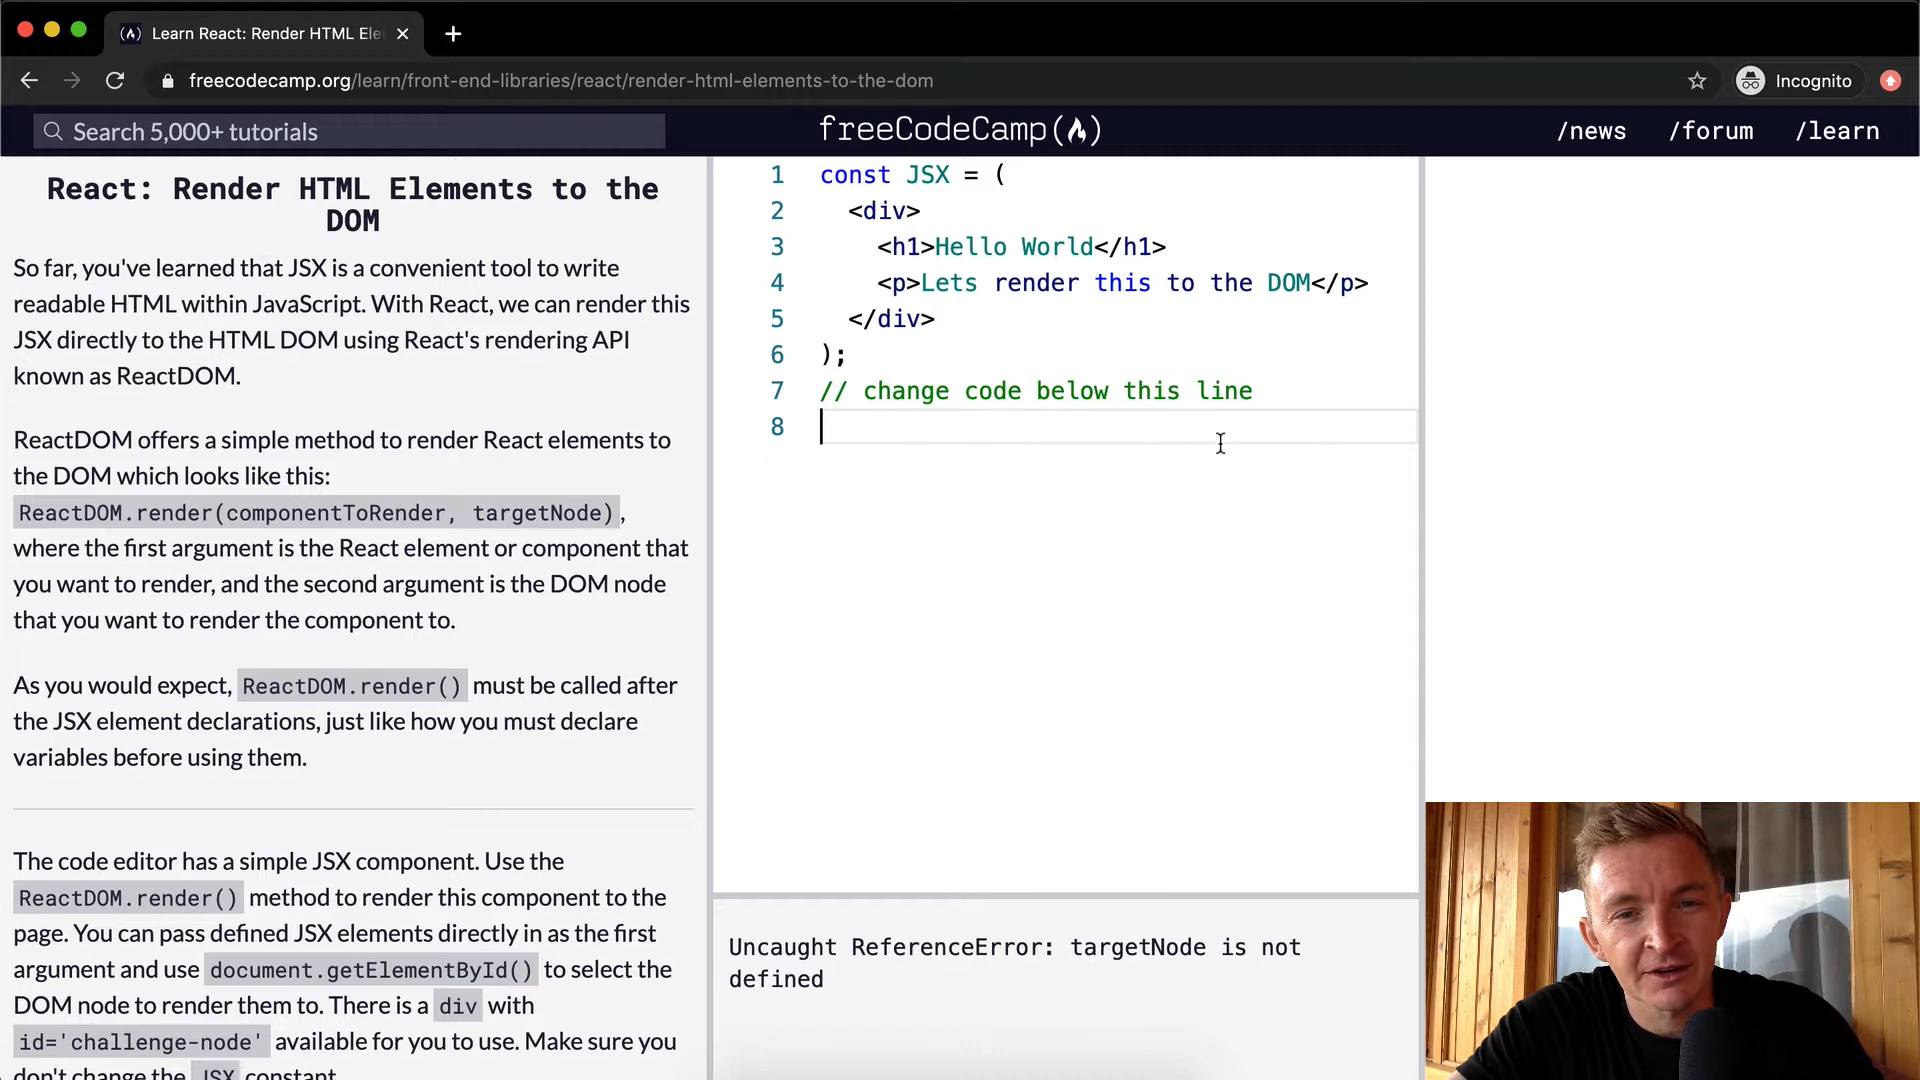 Learn React: Render HTML Ele
freecodecamp.org/learn/front-end-libraries/react/render-html-elements-to-the-dom
Incognito
Search 5,000+ tutorials
freeCodeCamp
/news
/forum
/learn
React: Render HTML Elements to the
DOM
So far, you've learned that JSX is a convenient tool to write
readable HTML within JavaScript. With React, we can render this
JSX directly to the HTML DOM using React's rendering API
known as ReactDOM.
ReactDOM offers a simple method to render React elements to
the DOM which looks like this:
ReactDOM.render(componentToRender, targetNode),
where the first argument is the React element or component that
you want to render, and the second argument is the DOM node
that you want to render the component to.
As you would expect, ReactDOM.render() must be called after
the JSX element declarations, just like how you must declare
variables before using them.
The code editor has a simple JSX component. Use the
ReactDOM.render() method to render this component to the
page. You can pass defined JSX elements directly in as the first
argument and use document.getElementById() to select the
DOM node to render them to. There is a div with
id='challenge-node' available for you to use. Make sure you
don't change the JSX constant.
1 const JSX = (
2 <div>
3 <h1>Hello World</h1>
4 <p>Lets render this to the DOM</p>
5 </div>
6 );
7 // change code below this line
8
Uncaught ReferenceError: targetNode is not
defined